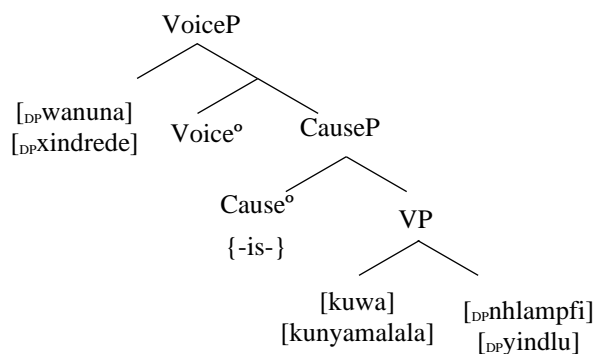 VoiceP
[DPwanuna]
[DPxindrede]
Voiceº
CauseP
Causeº
{-is-}
VP
[kuwa]
[kunyamalala]
[DPnhlampfi]
[DPyindlu]